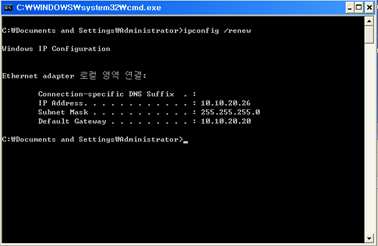 C:₩WINDOWS₩system32₩cmd.exe
C:₩Documents and Settings₩Administrator>ipconfig /renew
Windows IP Configuration
Ethernet adapter 로컬 영역 연결:
Connection-specific DNS Suffix . :
IP Address. . . . . . . . . . . . : 10.10.20.26
Subnet Mask . . . . . . . . . . . : 255.255.255.0
Default Gateway . . . . . . . . . : 10.10.20.20
C:₩Documents and Settings₩Administrator>_